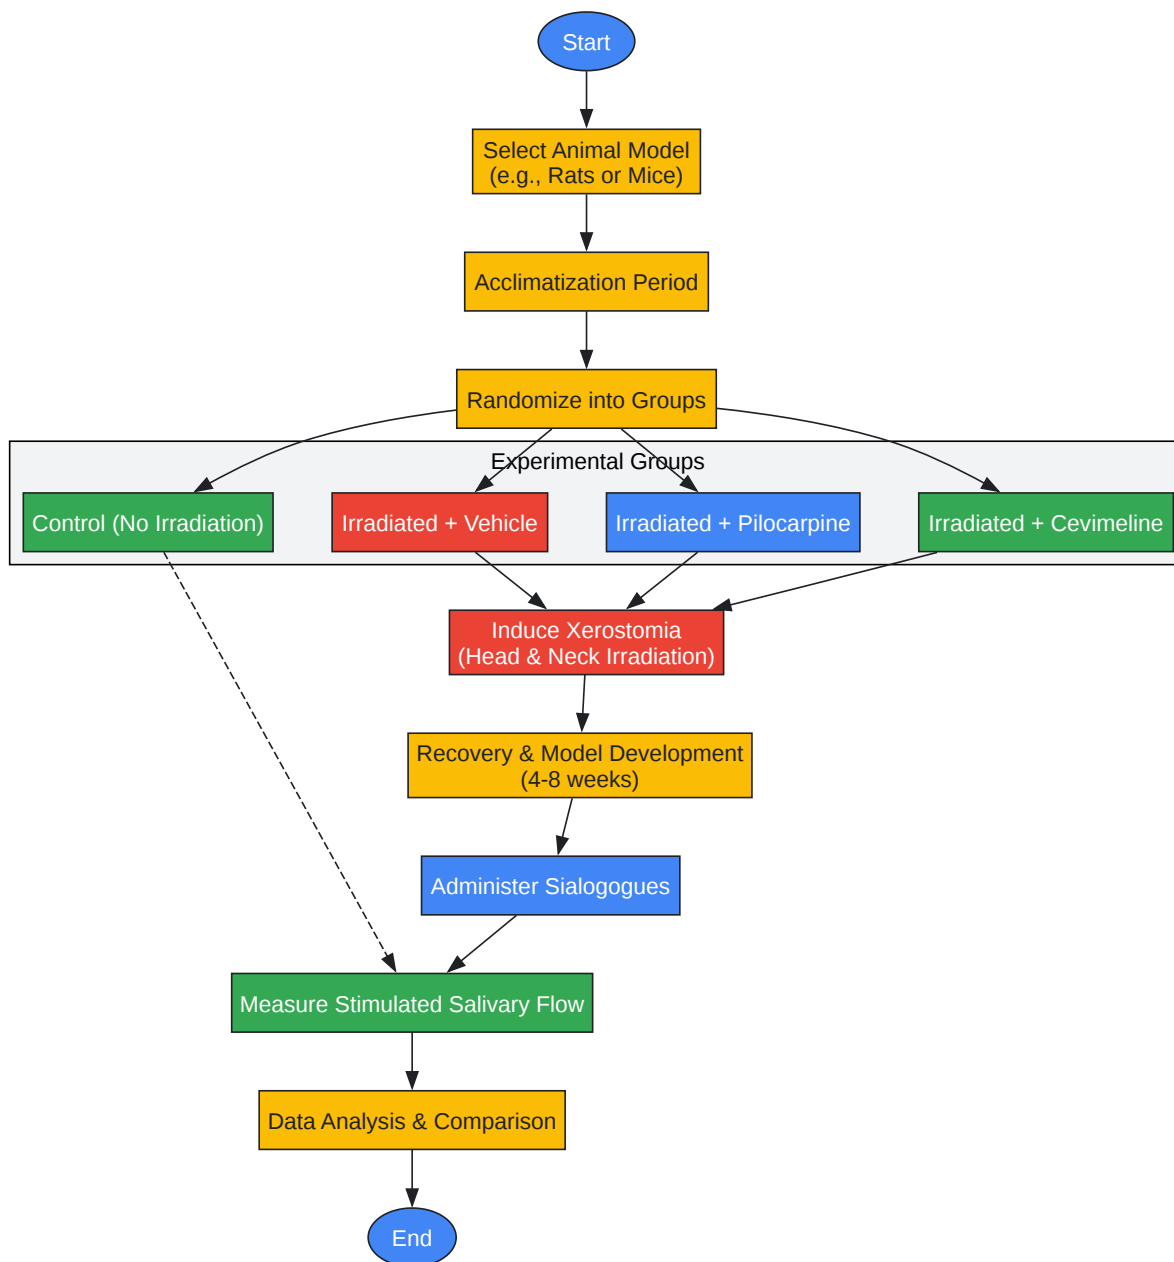 Start
Select Animal Model
(e.g., Rats or Mice)
Acclimatization Period
Randomize into Groups
Experimental Groups
Control (No Irradiation)
Irradiated + Vehicle
Irradiated + Pilocarpine
Irradiated + Cevimeline
Induce Xerostomia
(Head & Neck Irradiation)
Recovery & Model Development
(4-8 weeks)
Administer Sialogogues
Measure Stimulated Salivary Flow
Data Analysis & Comparison
End